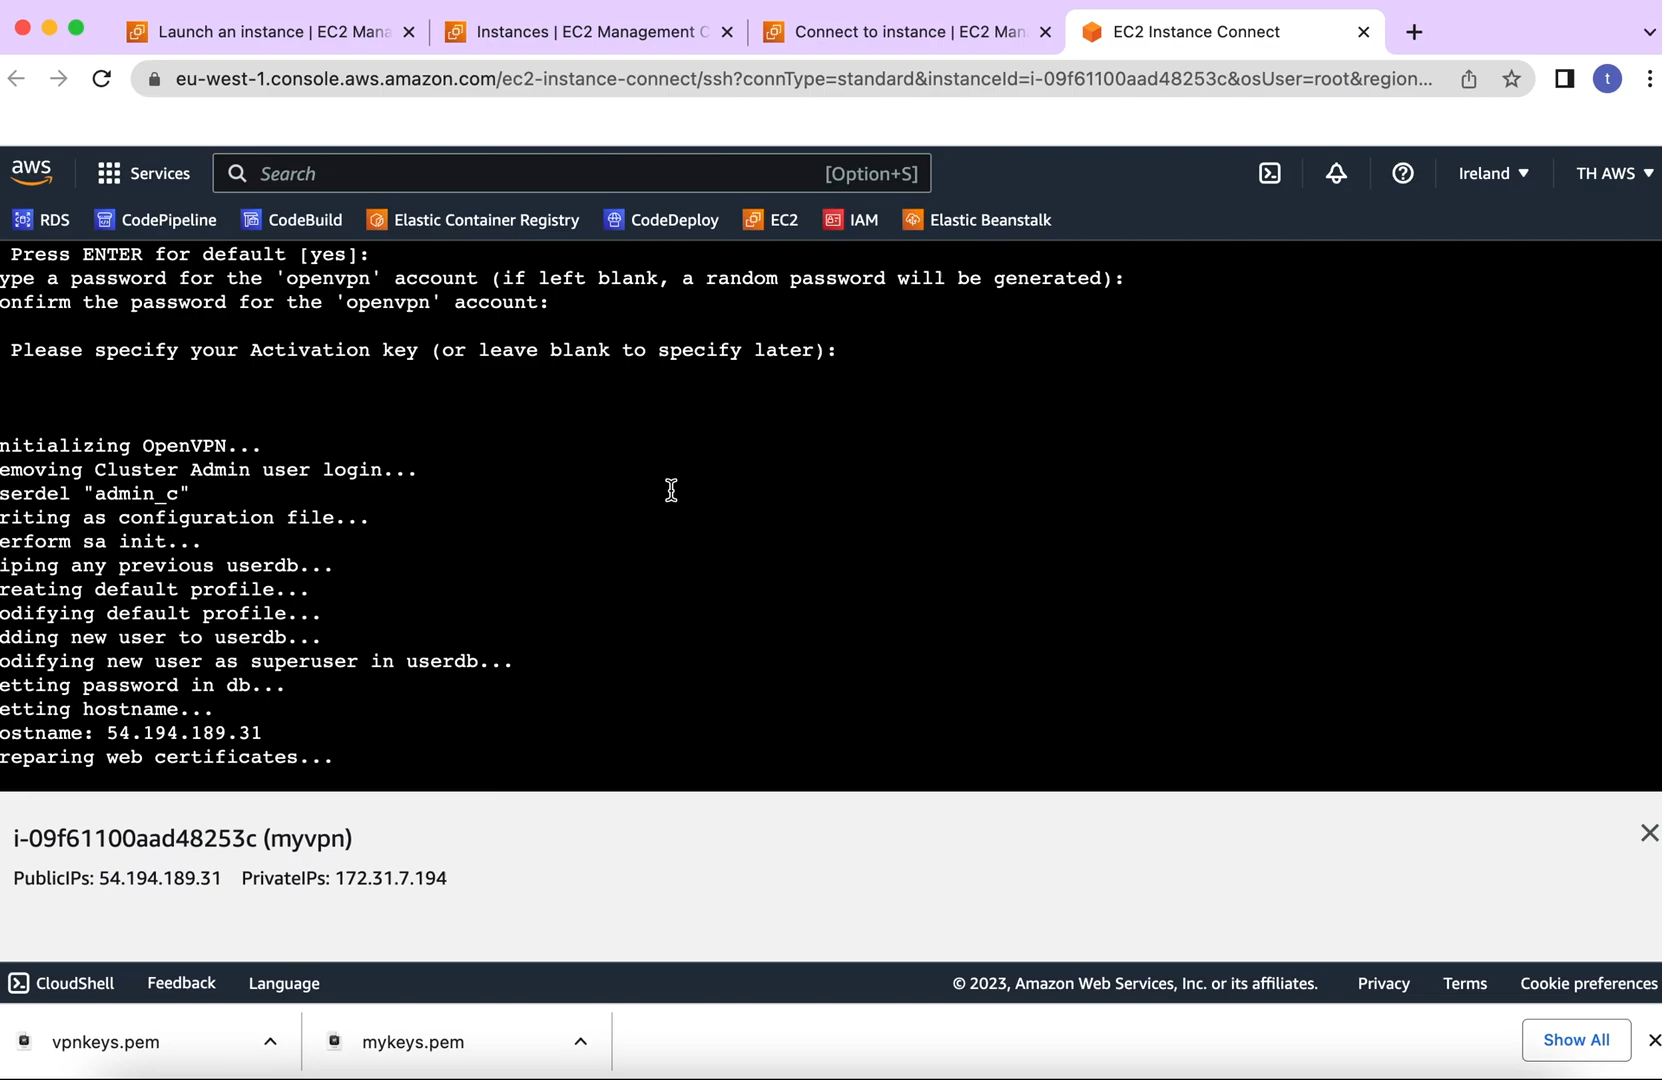 Launch an instance | EC2 Mana
Instances | EC2 Management C
Connect to instance | EC2 Man
EC2 Instance Connect
eu-west-1.console.aws.amazon.com/ec2-instance-connect/ssh?connType=standard&instanceId=i-09f61100aad48253c&osUser=root&region...
t
aws
Services
Search
[Option+S]
Ireland
TH AWS
RDS
CodePipeline
CodeBuild
Elastic Container Registry
CodeDeploy
EC2
IAM
Elastic Beanstalk
Press ENTER for default [yes]:
ype a password for the 'openvpn' account (if left blank, a random password will be generated):
onfirm the password for the 'openvpn' account:
Please specify your Activation key (or leave blank to specify later):
nitializing OpenVPN...
emoving Cluster Admin user login...
serdel "admin_c"
riting as configuration file...
erform sa init...
iping any previous userdb...
reating default profile...
odifying default profile...
dding new user to userdb...
odifying new user as superuser in userdb...
etting password in db...
etting hostname...
ostname: 54.194.189.31
reparing web certificates...
i-09f61100aad48253c (myvpn)
PublicIPs: 54.194.189.31 PrivateIPs: 172.31.7.194
CloudShell
Feedback
Language
© 2023, Amazon Web Services, Inc. or its affiliates.
Privacy
Terms
Cookie preferences
vpnkeys.pem
mykeys.pem
Show All